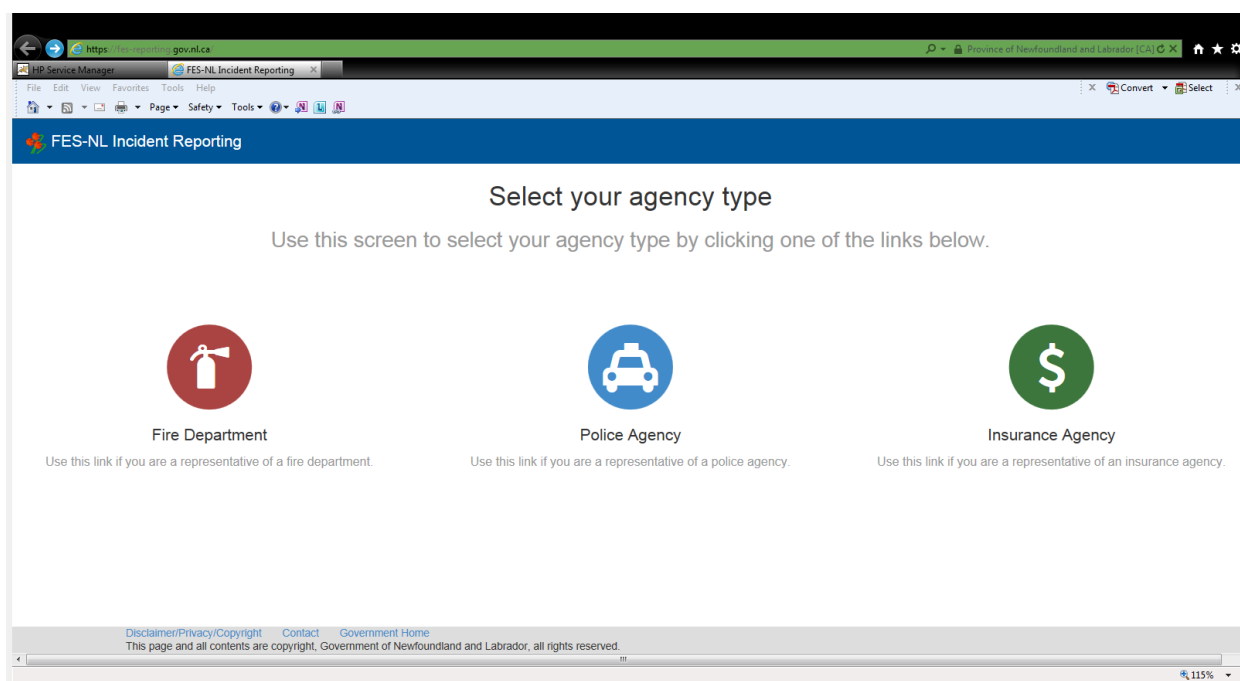 https://fes-reporting.gov.nl.ca/
Province of Newfoundland and Labrador [CA]
HP Service Manager
FES-NL Incident Reporting
File Edit View Favorites Tools Help
Convert Select
Page Safety Tools
FES-NL Incident Reporting
Select your agency type
Use this screen to select your agency type by clicking one of the links below.
$
Fire Department Police Agency Insurance Agency
Use this link if you are a representative of a fire department. Use this link if you are a representative of a police agency. Use this link if you are a representative of an insurance agency.
Disclaimer/Privacy/Copyright Contact Government Home
This page and all contents are copyright, Government of Newfoundland and Labrador, all rights reserved.
115%